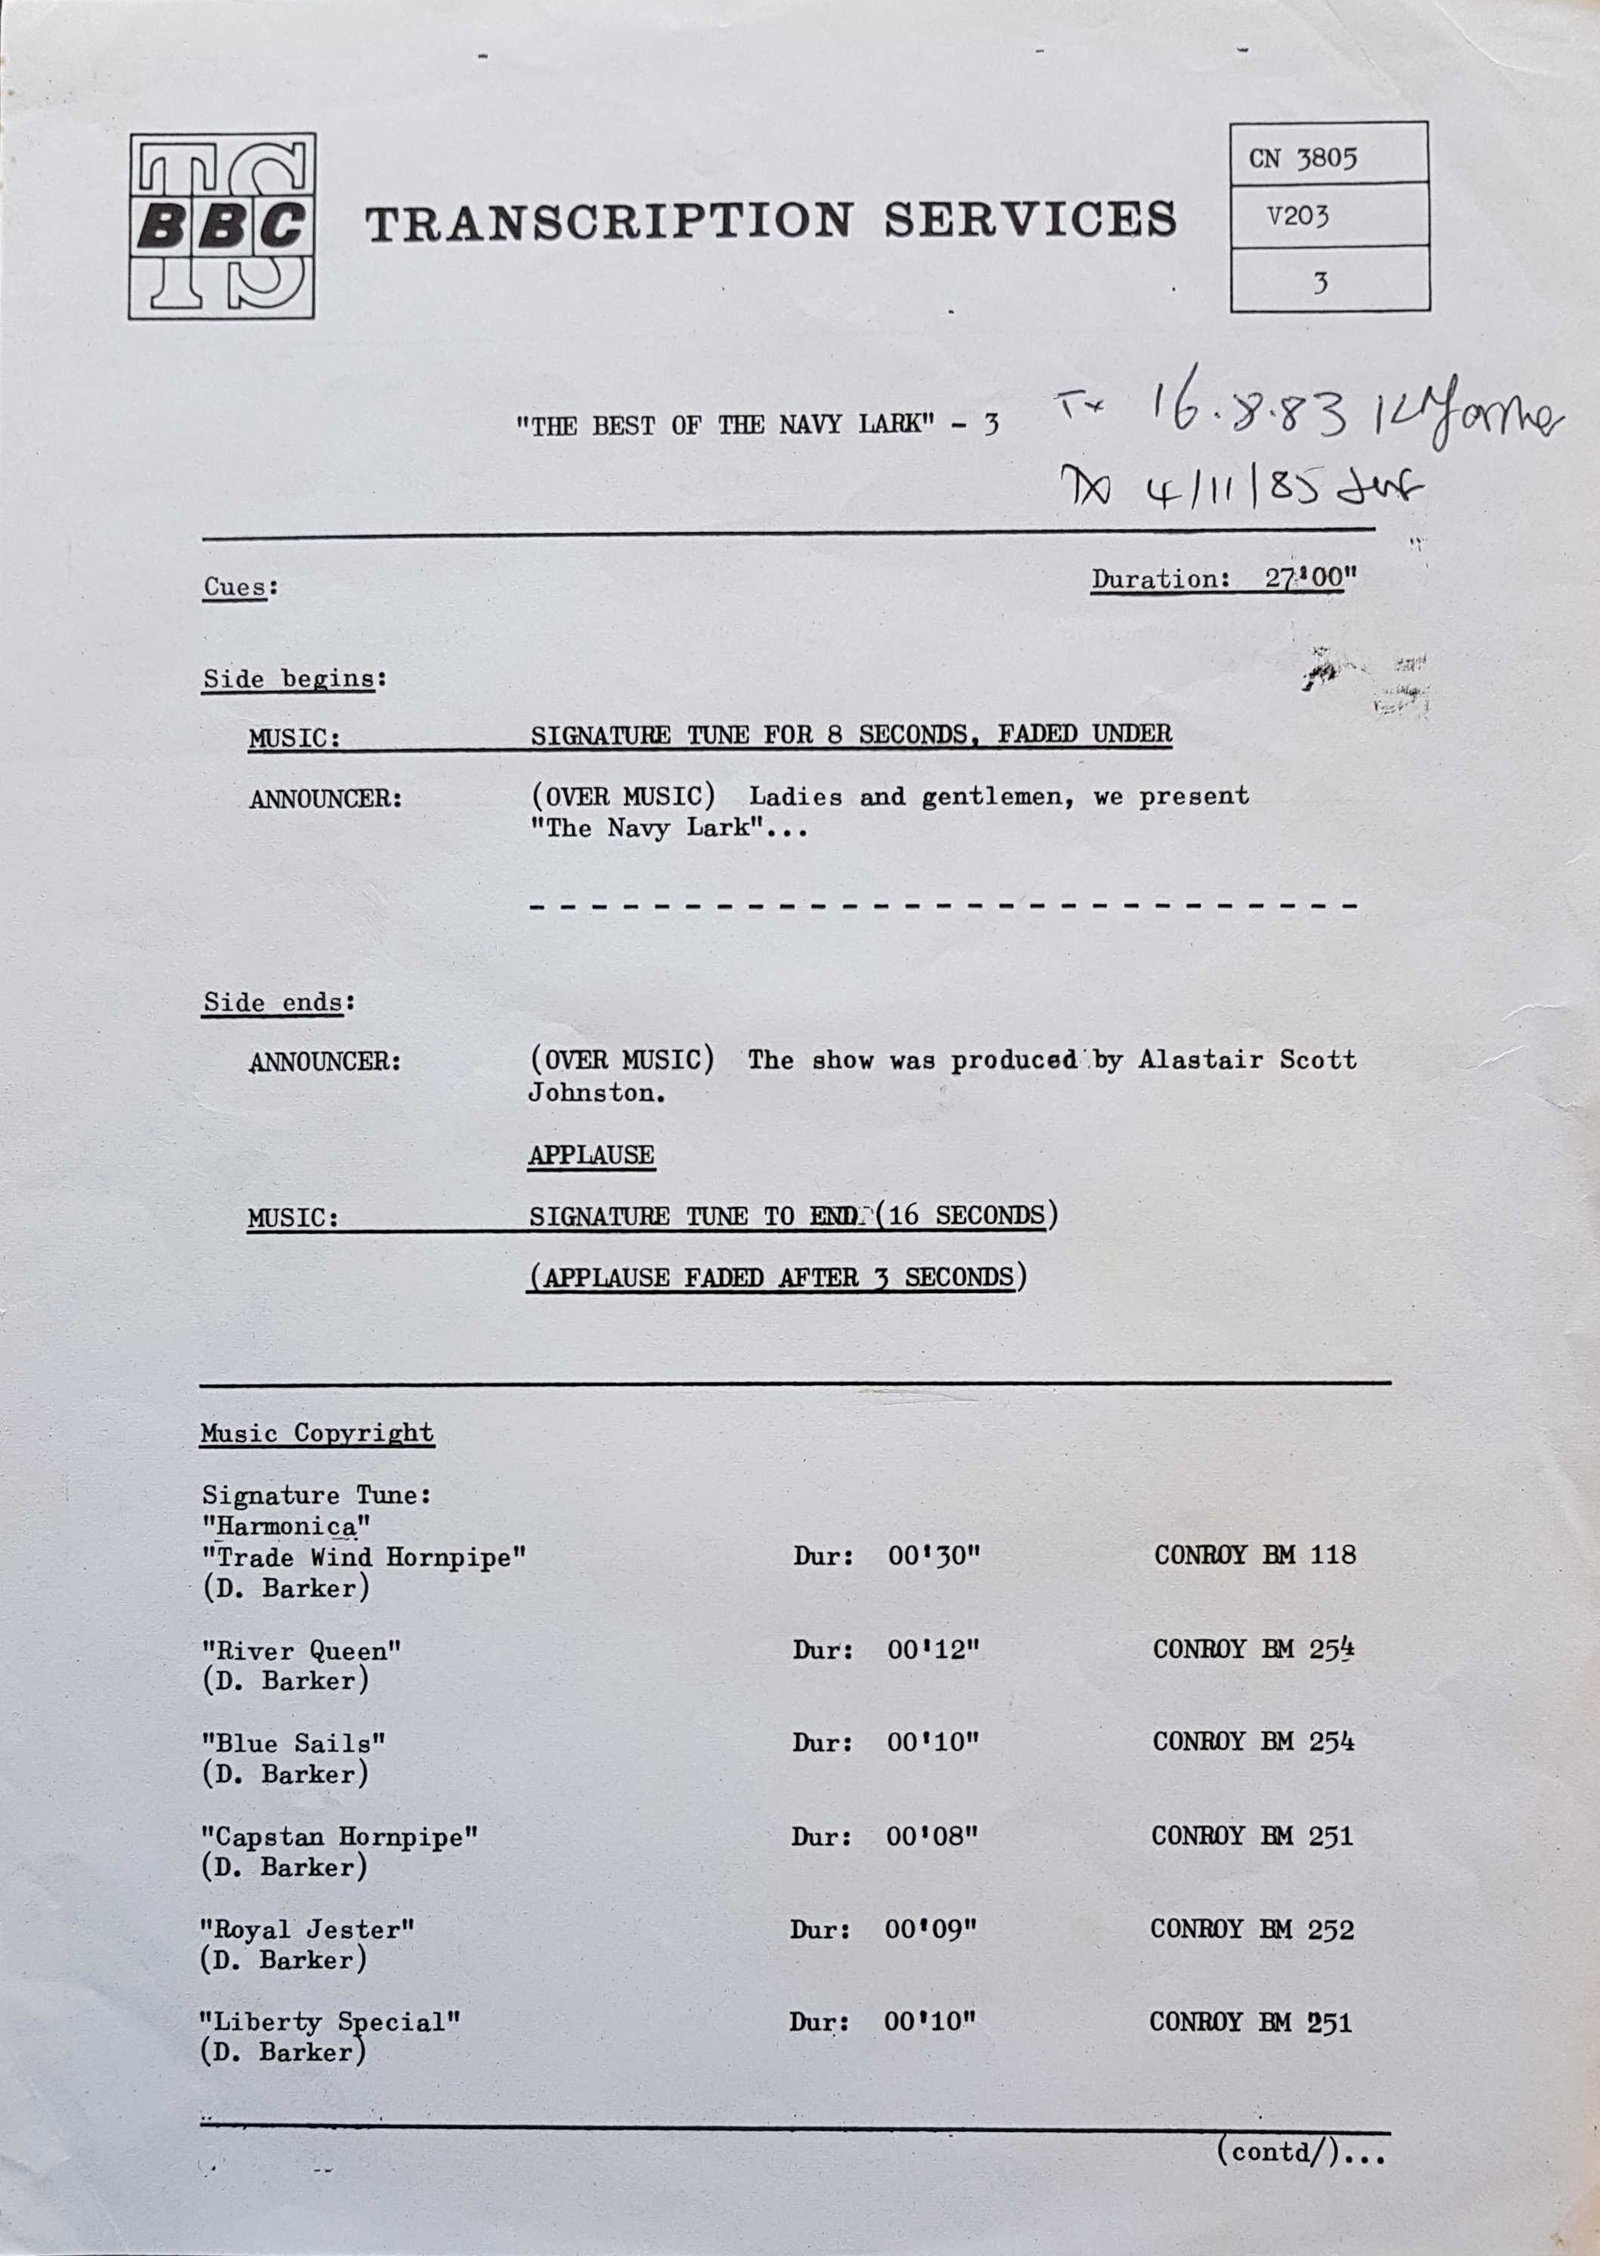 TS
BBC
TS
TRANSCRIPTION SERVICES
CN 3805
V203
3
"THE BEST OF THE NAVY LARK" - 3
Tx 16.8.83
TX 4/11/85
Cues:
Duration: 27'00"
Side begins:
MUSIC: SIGNATURE TUNE FOR 8 SECONDS, FADED UNDER
ANNOUNCER: (OVER MUSIC) Ladies and gentlemen, we present
"The Navy Lark"...
Side ends:
ANNOUNCER: (OVER MUSIC) The show was produced by Alastair Scott
Johnston.
APPLAUSE
MUSIC: SIGNATURE TUNE TO END (16 SECONDS)
(APPLAUSE FADED AFTER 3 SECONDS)
Music Copyright
Signature Tune:
"Harmonica"
"Trade Wind Hornpipe" Dur: 00'30" CONROY BM 118
(D. Barker)
"River Queen" Dur: 00'12" CONROY BM 254
(D. Barker)
"Blue Sails" Dur: 00'10" CONROY BM 254
(D. Barker)
"Capstan Hornpipe" Dur: 00'08" CONROY BM 251
(D. Barker)
"Royal Jester" Dur: 00'09" CONROY BM 252
(D. Barker)
"Liberty Special" Dur: 00'10" CONROY BM 251
(D. Barker)
(contd/)...